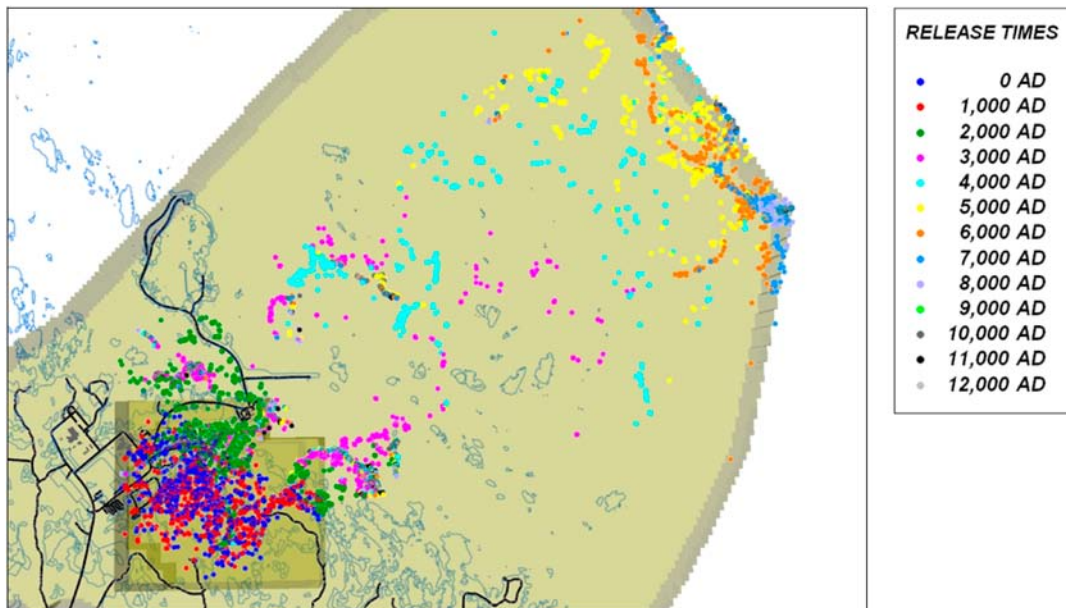 RELEASE TIMES
0 AD
1,000 AD
2,000 AD
3,000 AD
4,000 AD
5,000 AD
6,000 AD
7,000 AD
8,000 AD
9,000 AD
10,000 AD
11,000 AD
12,000 AD